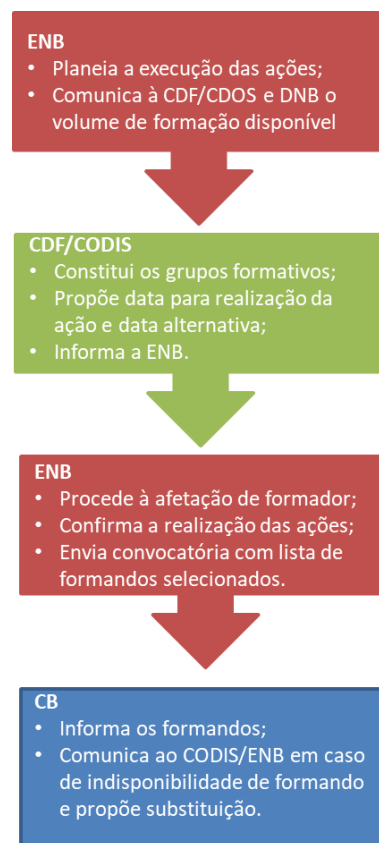 ENB
• Planeia a execução das ações;
• Comunica à CDF/CDOS e DNB o
volume de formação disponível
CDF/CODIS
• Constitui os grupos formativos;
• Propõe data para realização da
ação e data alternativa;
• Informa a ENB.
ENB
• Procede à afetação de formador;
• Confirma a realização das ações;
• Envia convocatória com lista de
formandos selecionados.
CB
• Informa os formandos;
• Comunica ao CODIS/ENB em caso
de indisponibilidade de formando
e propõe substituição.